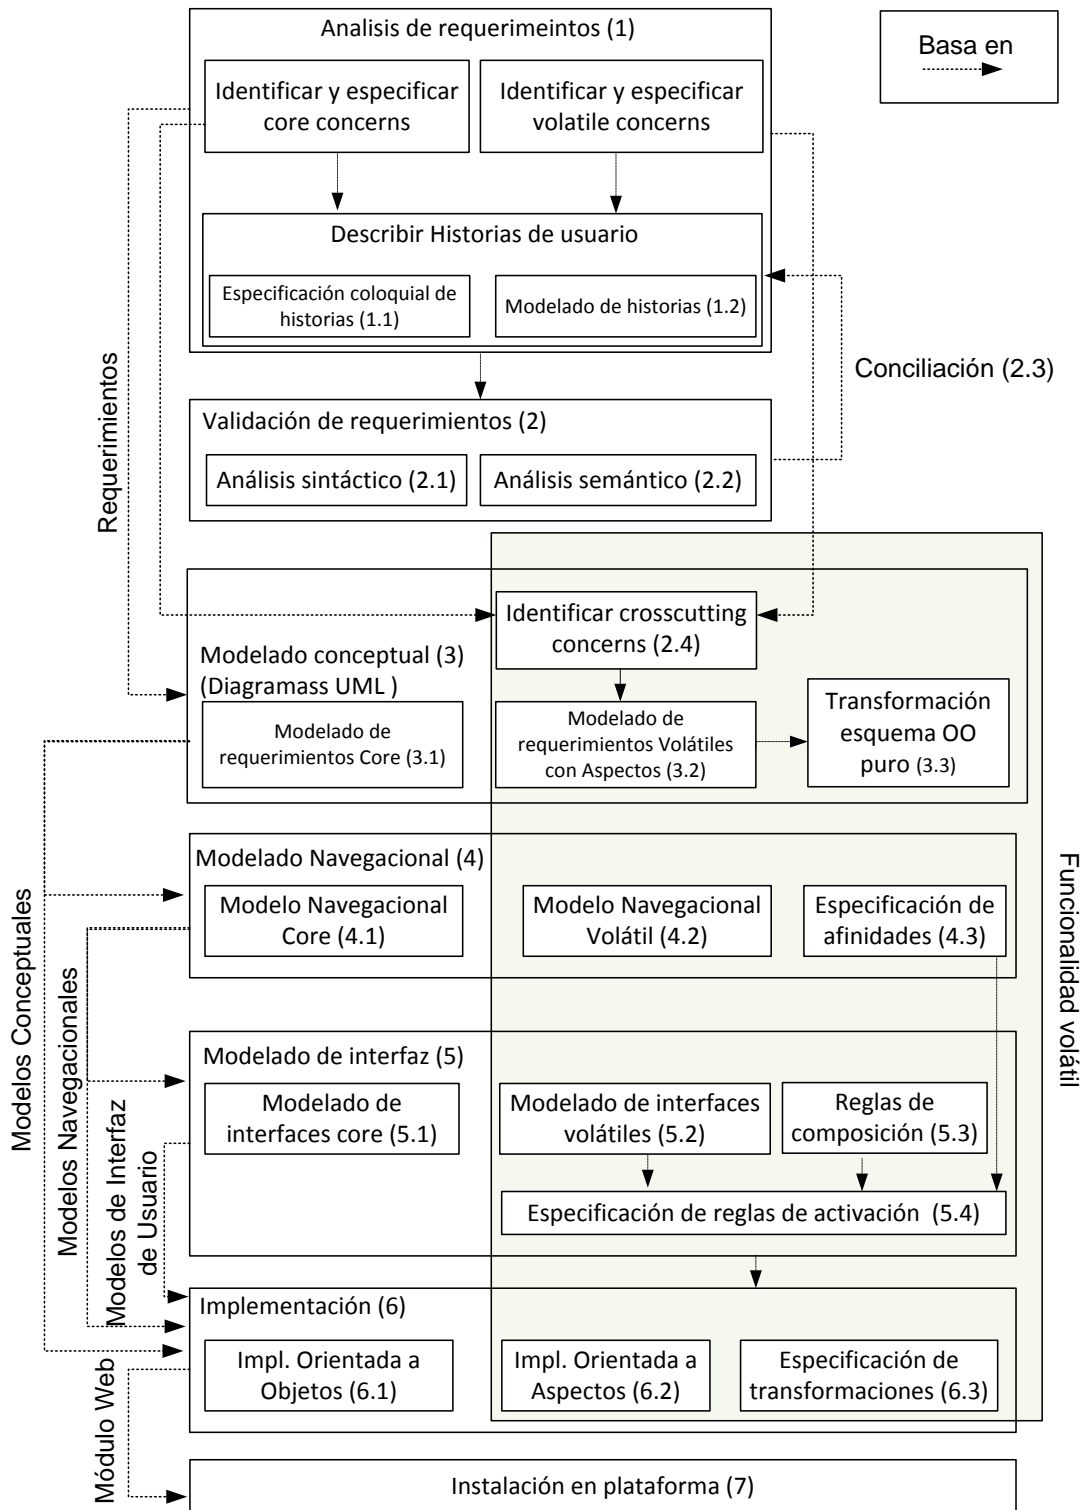 Analisis de requerimeintos (1)
Basa en
Identificar y especificar
core concerns
Identificar y especificar
volatile concerns
Describir Historias de usuario
Especificación coloquial de
historias (1.1)
Modelado de historias (1.2)
Requerimientos
Conciliación (2.3)
Validación de requerimientos (2)
Análisis sintáctico (2.1)
Análisis semántico (2.2)
Identificar crosscutting
concerns (2.4)
Modelado conceptual (3)
(Diagramass UML )
Modelado de
requerimientos Core (3.1)
Modelado de
requerimientos Volátiles
con Aspectos (3.2)
Transformación
esquema OO
puro (3.3)
Funcionalidad volátil
Modelos Conceptuales
Modelos Navegacionales
Modelado Navegacional (4)
Modelo Navegacional
Core (4.1)
Modelo Navegacional
Volátil (4.2)
Especificación de
afinidades (4.3)
Modelado de interfaz (5)
Modelado de
interfaces core (5.1)
Modelado de interfaces
volátiles (5.2)
Reglas de
composición (5.3)
Especificación de reglas de activación (5.4)
Modelos de Interfaz
de Usuario
Implementación (6)
Impl. Orientada a
Objetos (6.1)
Impl. Orientada a
Aspectos (6.2)
Especificación de
transformaciones (6.3)
Módulo Web
Instalación en plataforma (7)